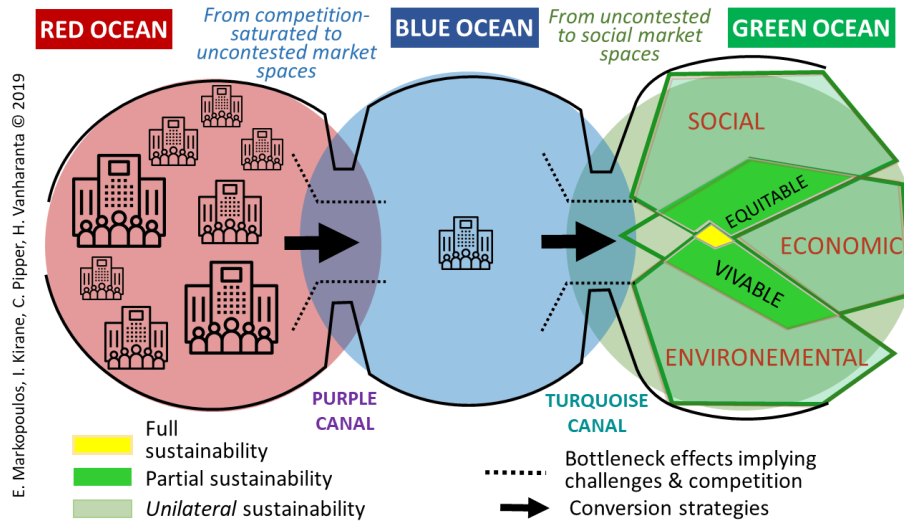 RED OCEAN
From competition-
saturated to
uncontested market
spaces
BLUE OCEAN
From uncontested
to social market
spaces
GREEN OCEAN
E. Markopoulos, I. Kirane, C. Pipper, H. Vanharanta © 2019
SOCIAL
EQUITABLE
ECONOMIC
VIVABLE
ENVIRONEMENTAL
PURPLE
CANAL
TURQUOISE
CANAL
Full
sustainability
Partial sustainability
Unilateral sustainability
Bottleneck effects implying
challenges & competition
Conversion strategies